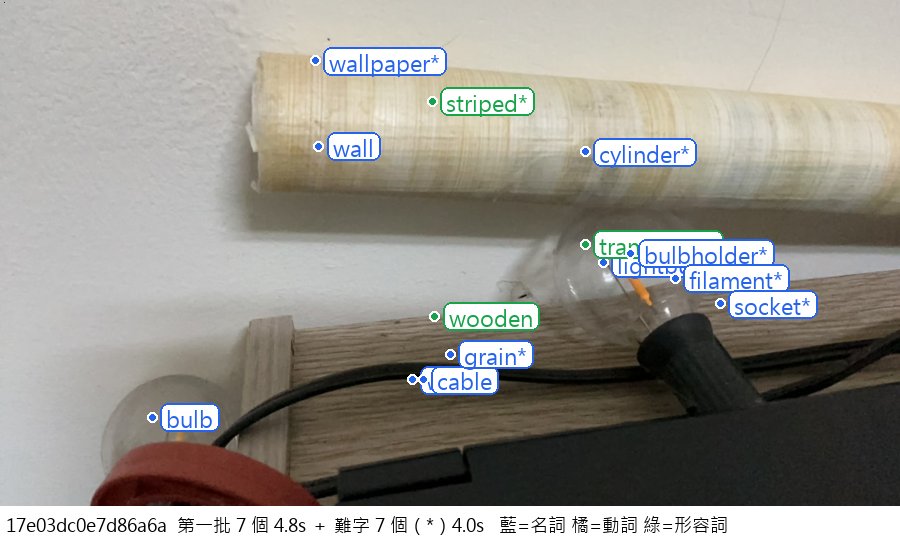 wallpaper*
striped*
wall
cylinder*
bulbholder*
filament*
socket*
wooden
grain*
cable
bulb
17e03dc0e7d86a6a 第一批 7 個 4.8s + 難字 7 個 ( * ) 4.0s 藍=名詞 橘=動詞 綠=形容詞